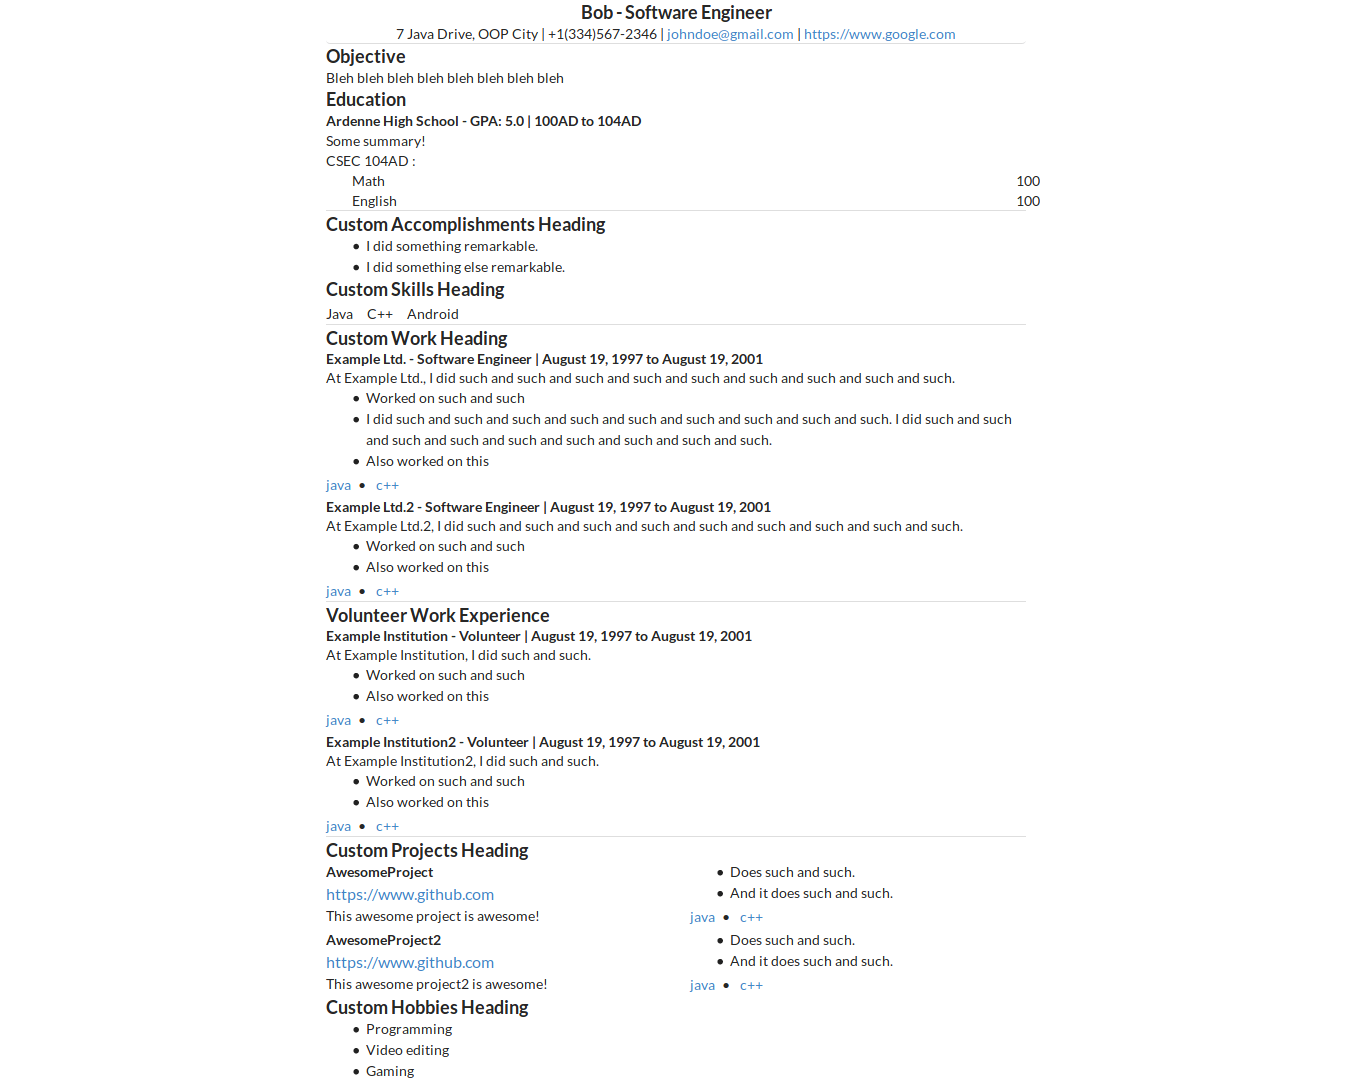 Bob - Software Engineer
7 Java Drive, OOP City | +1(334)567-2346 | johndoe@gmail.com | https://www.google.com
Objective
Bleh bleh bleh bleh bleh bleh bleh bleh
Education
Ardenne High School - GPA: 5.0 | 100AD to 104AD
Some summary!
CSEC 104AD :
Math 100
English 100
Custom Accomplishments Heading
• I did something remarkable.
• I did something else remarkable.
Custom Skills Heading
Java C++ Android
Custom Work Heading
Example Ltd. - Software Engineer | August 19, 1997 to August 19, 2001
At Example Ltd., I did such and such and such and such and such and such and such and such and such.
• Worked on such and such
• I did such and such and such and such and such and such and such and such and such. I did such and such
and such and such and such and such and such and such and such.
• Also worked on this
java • c++
Example Ltd.2 - Software Engineer | August 19, 1997 to August 19, 2001
At Example Ltd.2, I did such and such and such and such and such and such and such and such and such.
• Worked on such and such
• Also worked on this
java • c++
Volunteer Work Experience
Example Institution - Volunteer | August 19, 1997 to August 19, 2001
At Example Institution, I did such and such.
• Worked on such and such
• Also worked on this
java • c++
Example Institution2 - Volunteer | August 19, 1997 to August 19, 2001
At Example Institution2, I did such and such.
• Worked on such and such
• Also worked on this
java • c++
Custom Projects Heading
AwesomeProject
https://www.github.com
This awesome project is awesome!
• Does such and such.
• And it does such and such.
java • c++
AwesomeProject2
https://www.github.com
This awesome project2 is awesome!
• Does such and such.
• And it does such and such.
java • c++
Custom Hobbies Heading
• Programming
• Video editing
• Gaming